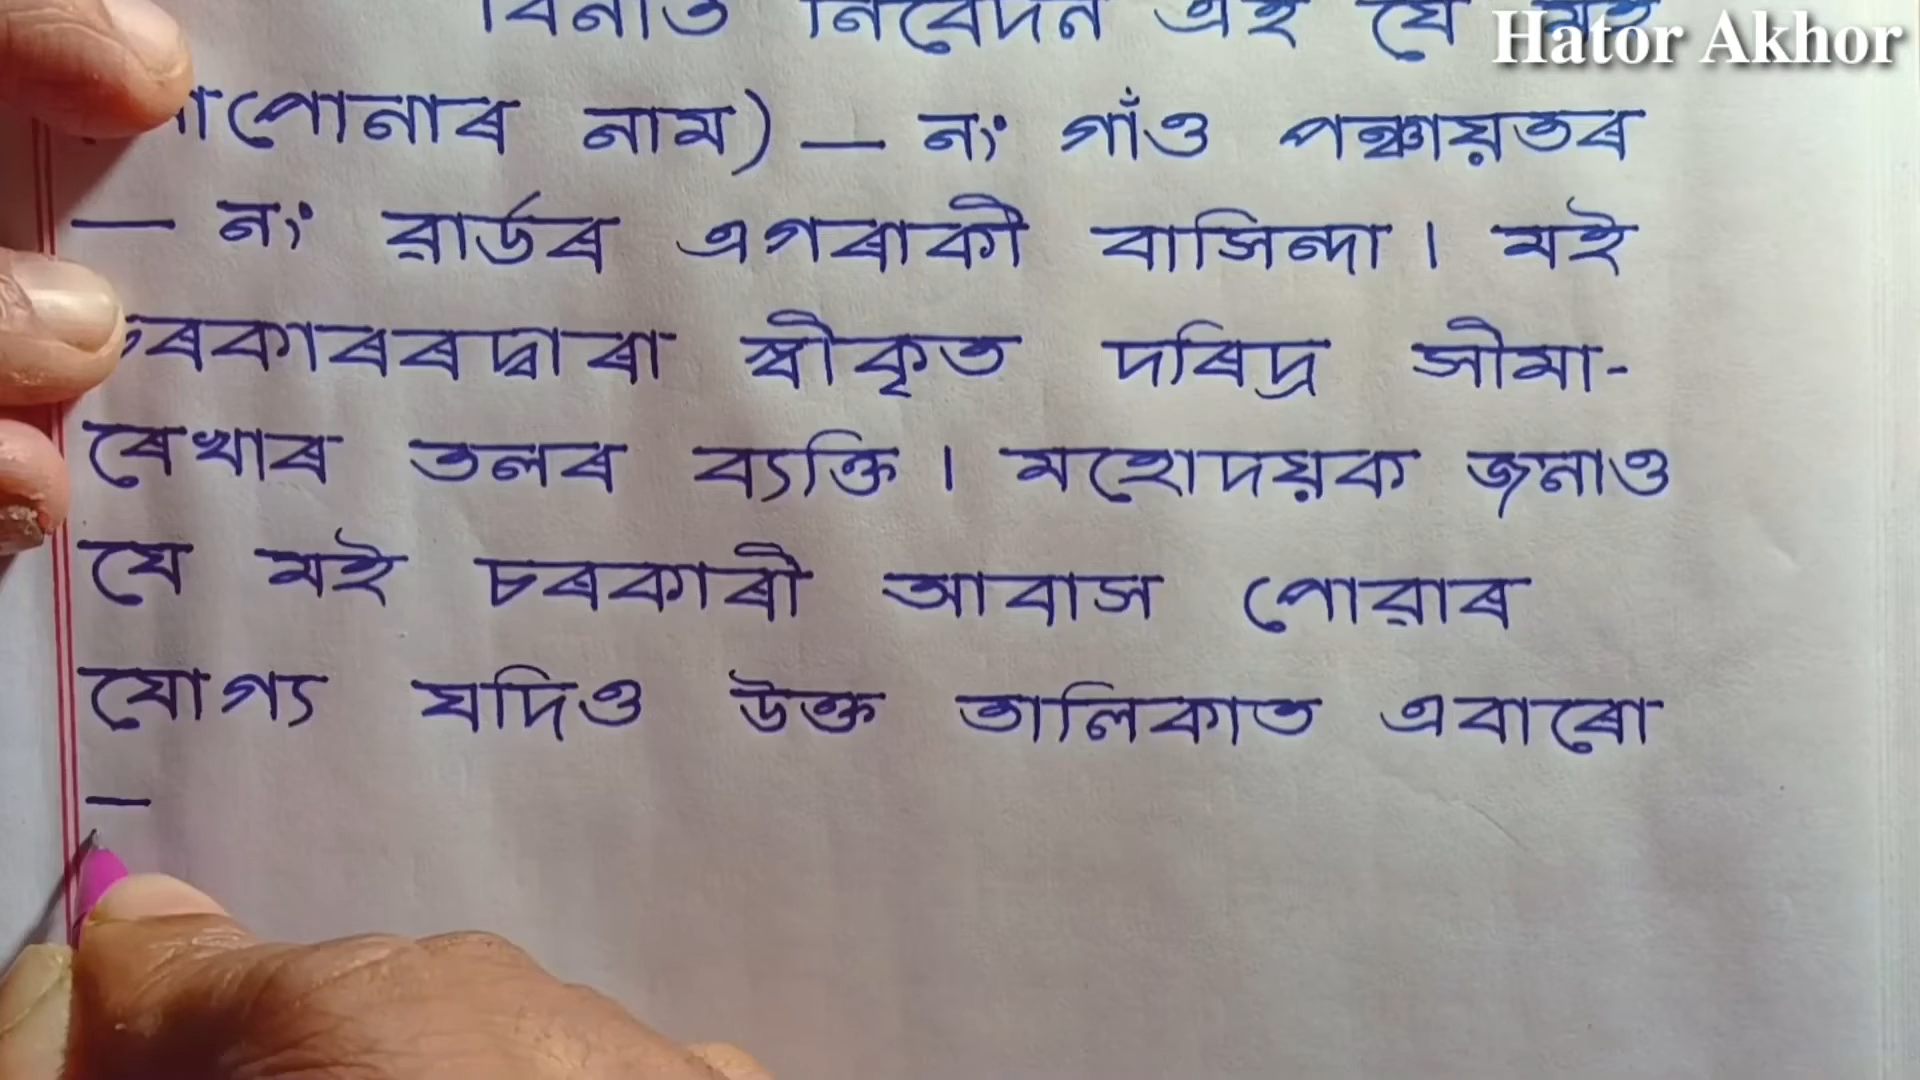 বিনীত নিবেদন এই যে মই
Hator Akhor
(আপোনাৰ নাম) — নং গাঁও পঞ্চায়তৰ
— নং ৱাৰ্ডৰ এগৰাকী বাসিন্দা । মই
চৰকাৰৰদ্বাৰা স্বীকৃত দৰিদ্ৰ সীমা-
ৰেখাৰ তলৰ ব্যক্তি । মহোদয়ক জনাও
যে মই চৰকাৰী আবাস পোৱাৰ
যোগ্য যদিও উক্ত তালিকাত এবাৰো